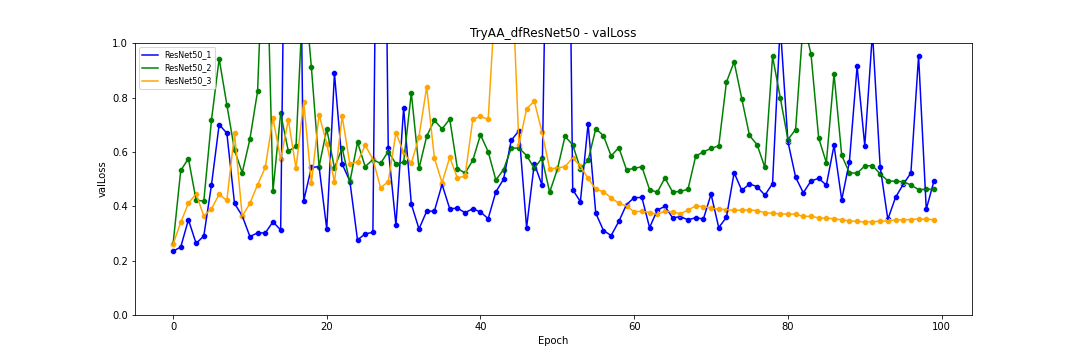 TryAA_dfResNet50 - valLoss
ResNet50_1
ResNet50_2
ResNet50_3
valLoss
1.0
0.8
0.6
0.4
0.2
0.0
0 20 40 60 80 100
Epoch